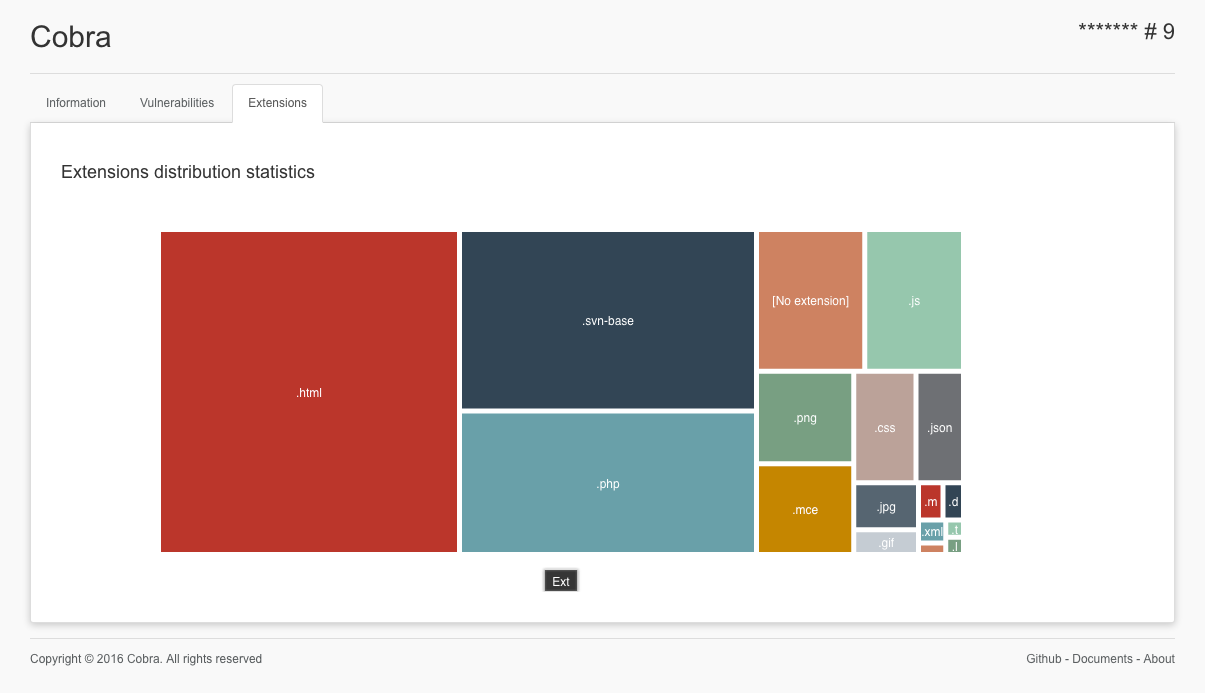 Cobra
******* # 9
Information
Vulnerabilities
Extensions
Extensions distribution statistics
.html
.svn-base
.php
[No extension]
.js
.png
.css
.json
.mce
.jpg
.gif
.m
.d
.xml
.t
Ext
Copyright © 2016 Cobra. All rights reserved
Github - Documents - About